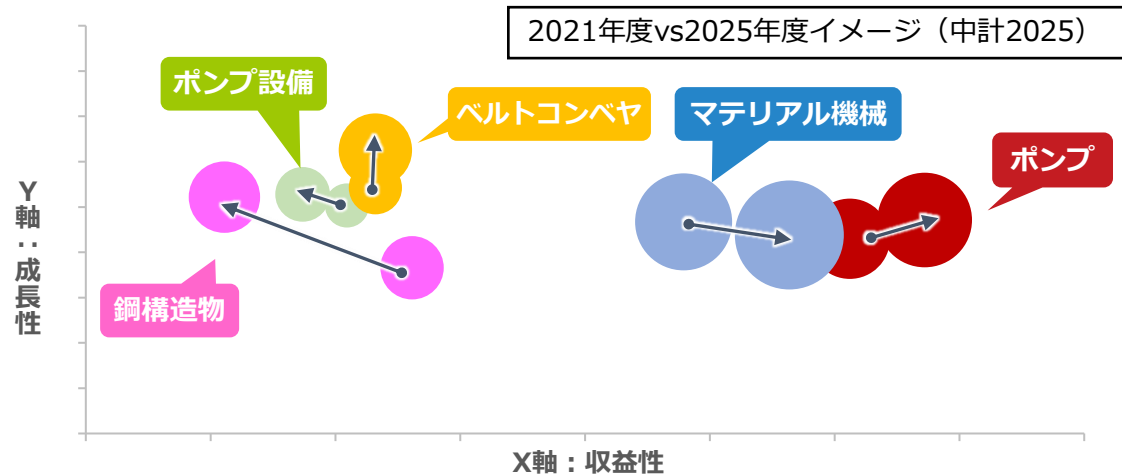 2021年度vs2025年度イメージ（中計2025）
ポンプ設備
ベルトコンベヤ
マテリアル機械
ポンプ
鋼構造物
Y軸：成長性
X軸：収益性